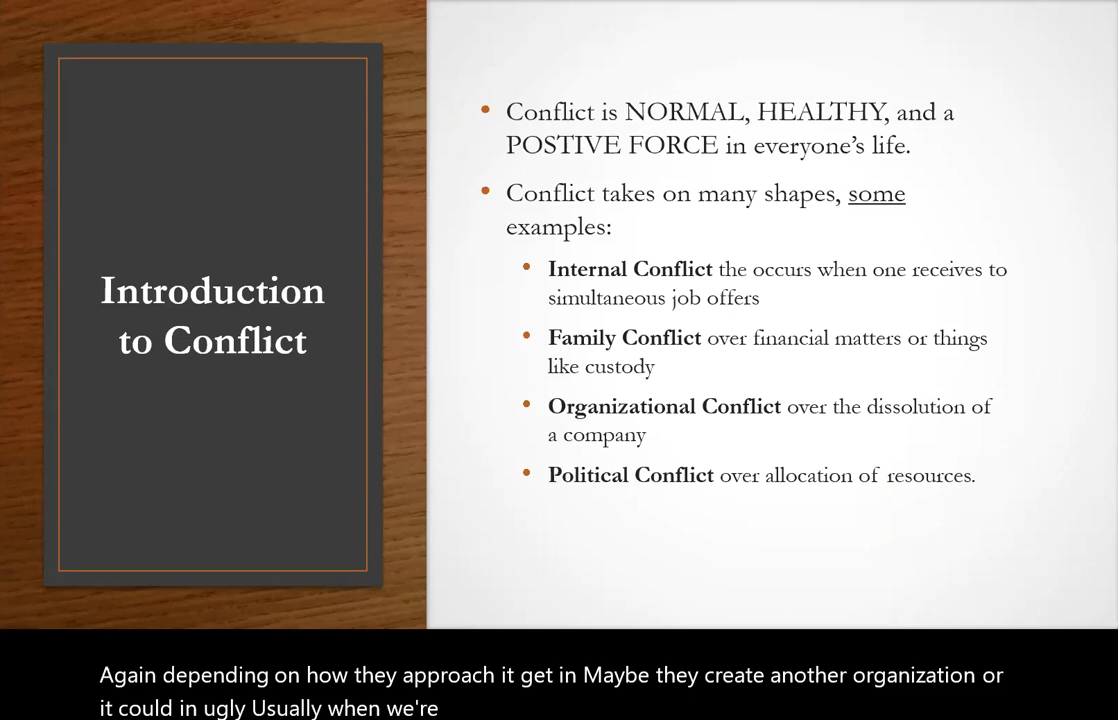 Introduction
to Conflict
• Conflict is NORMAL, HEALTHY, and a
POSTIVE FORCE in everyone’s life.
• Conflict takes on many shapes, some
examples:
• Internal Conflict the occurs when one receives to
simultaneous job offers
• Family Conflict over financial matters or things
like custody
• Organizational Conflict over the dissolution of
a company
• Political Conflict over allocation of resources.
Again depending on how they approach it get in Maybe they create another organization or
it could in ugly Usually when we're